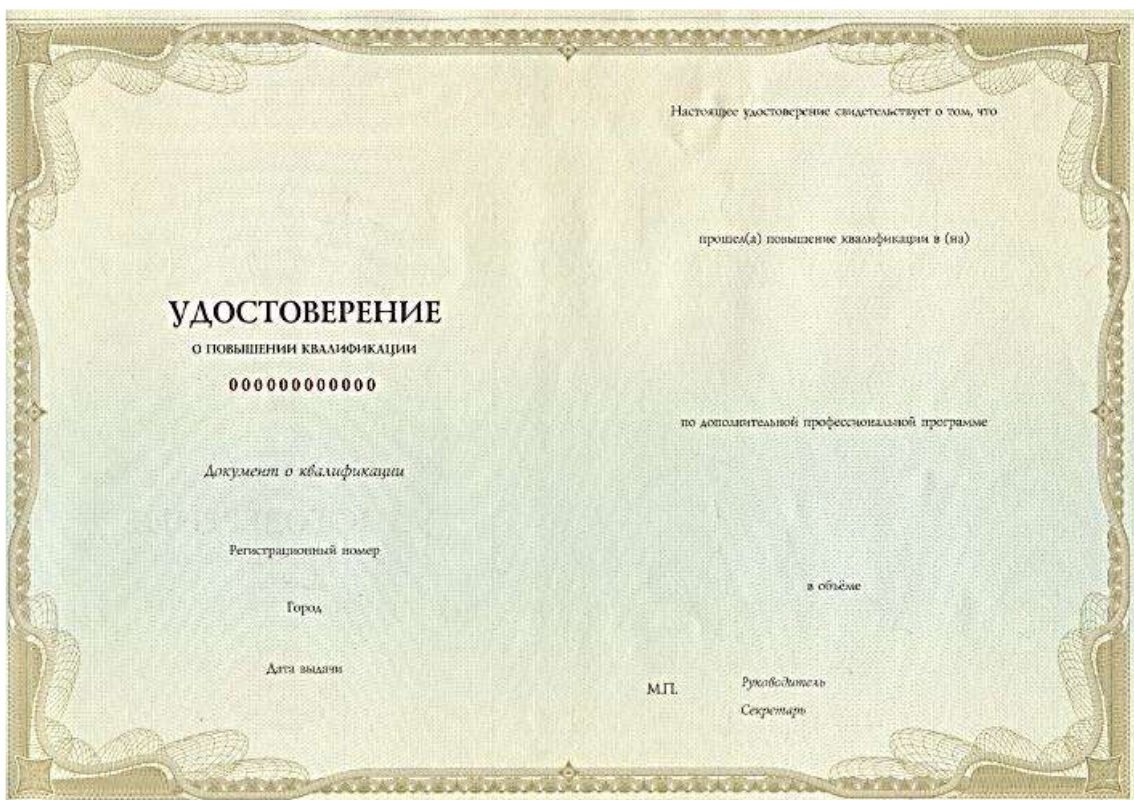 УДОСТОВЕРЕНИЕ
О ПОВЫШЕНИИ КВАЛИФИКАЦИИ
000000000000
Документ о квалификации
Регистрационный номер
Город
Дата выдачи
Настоящее удостоверение свидетельствует о том, что
прошел(а) повышение квалификации в (на)
по дополнительной профессиональной программе
в объёме
М.П.
Руководитель
Секретарь